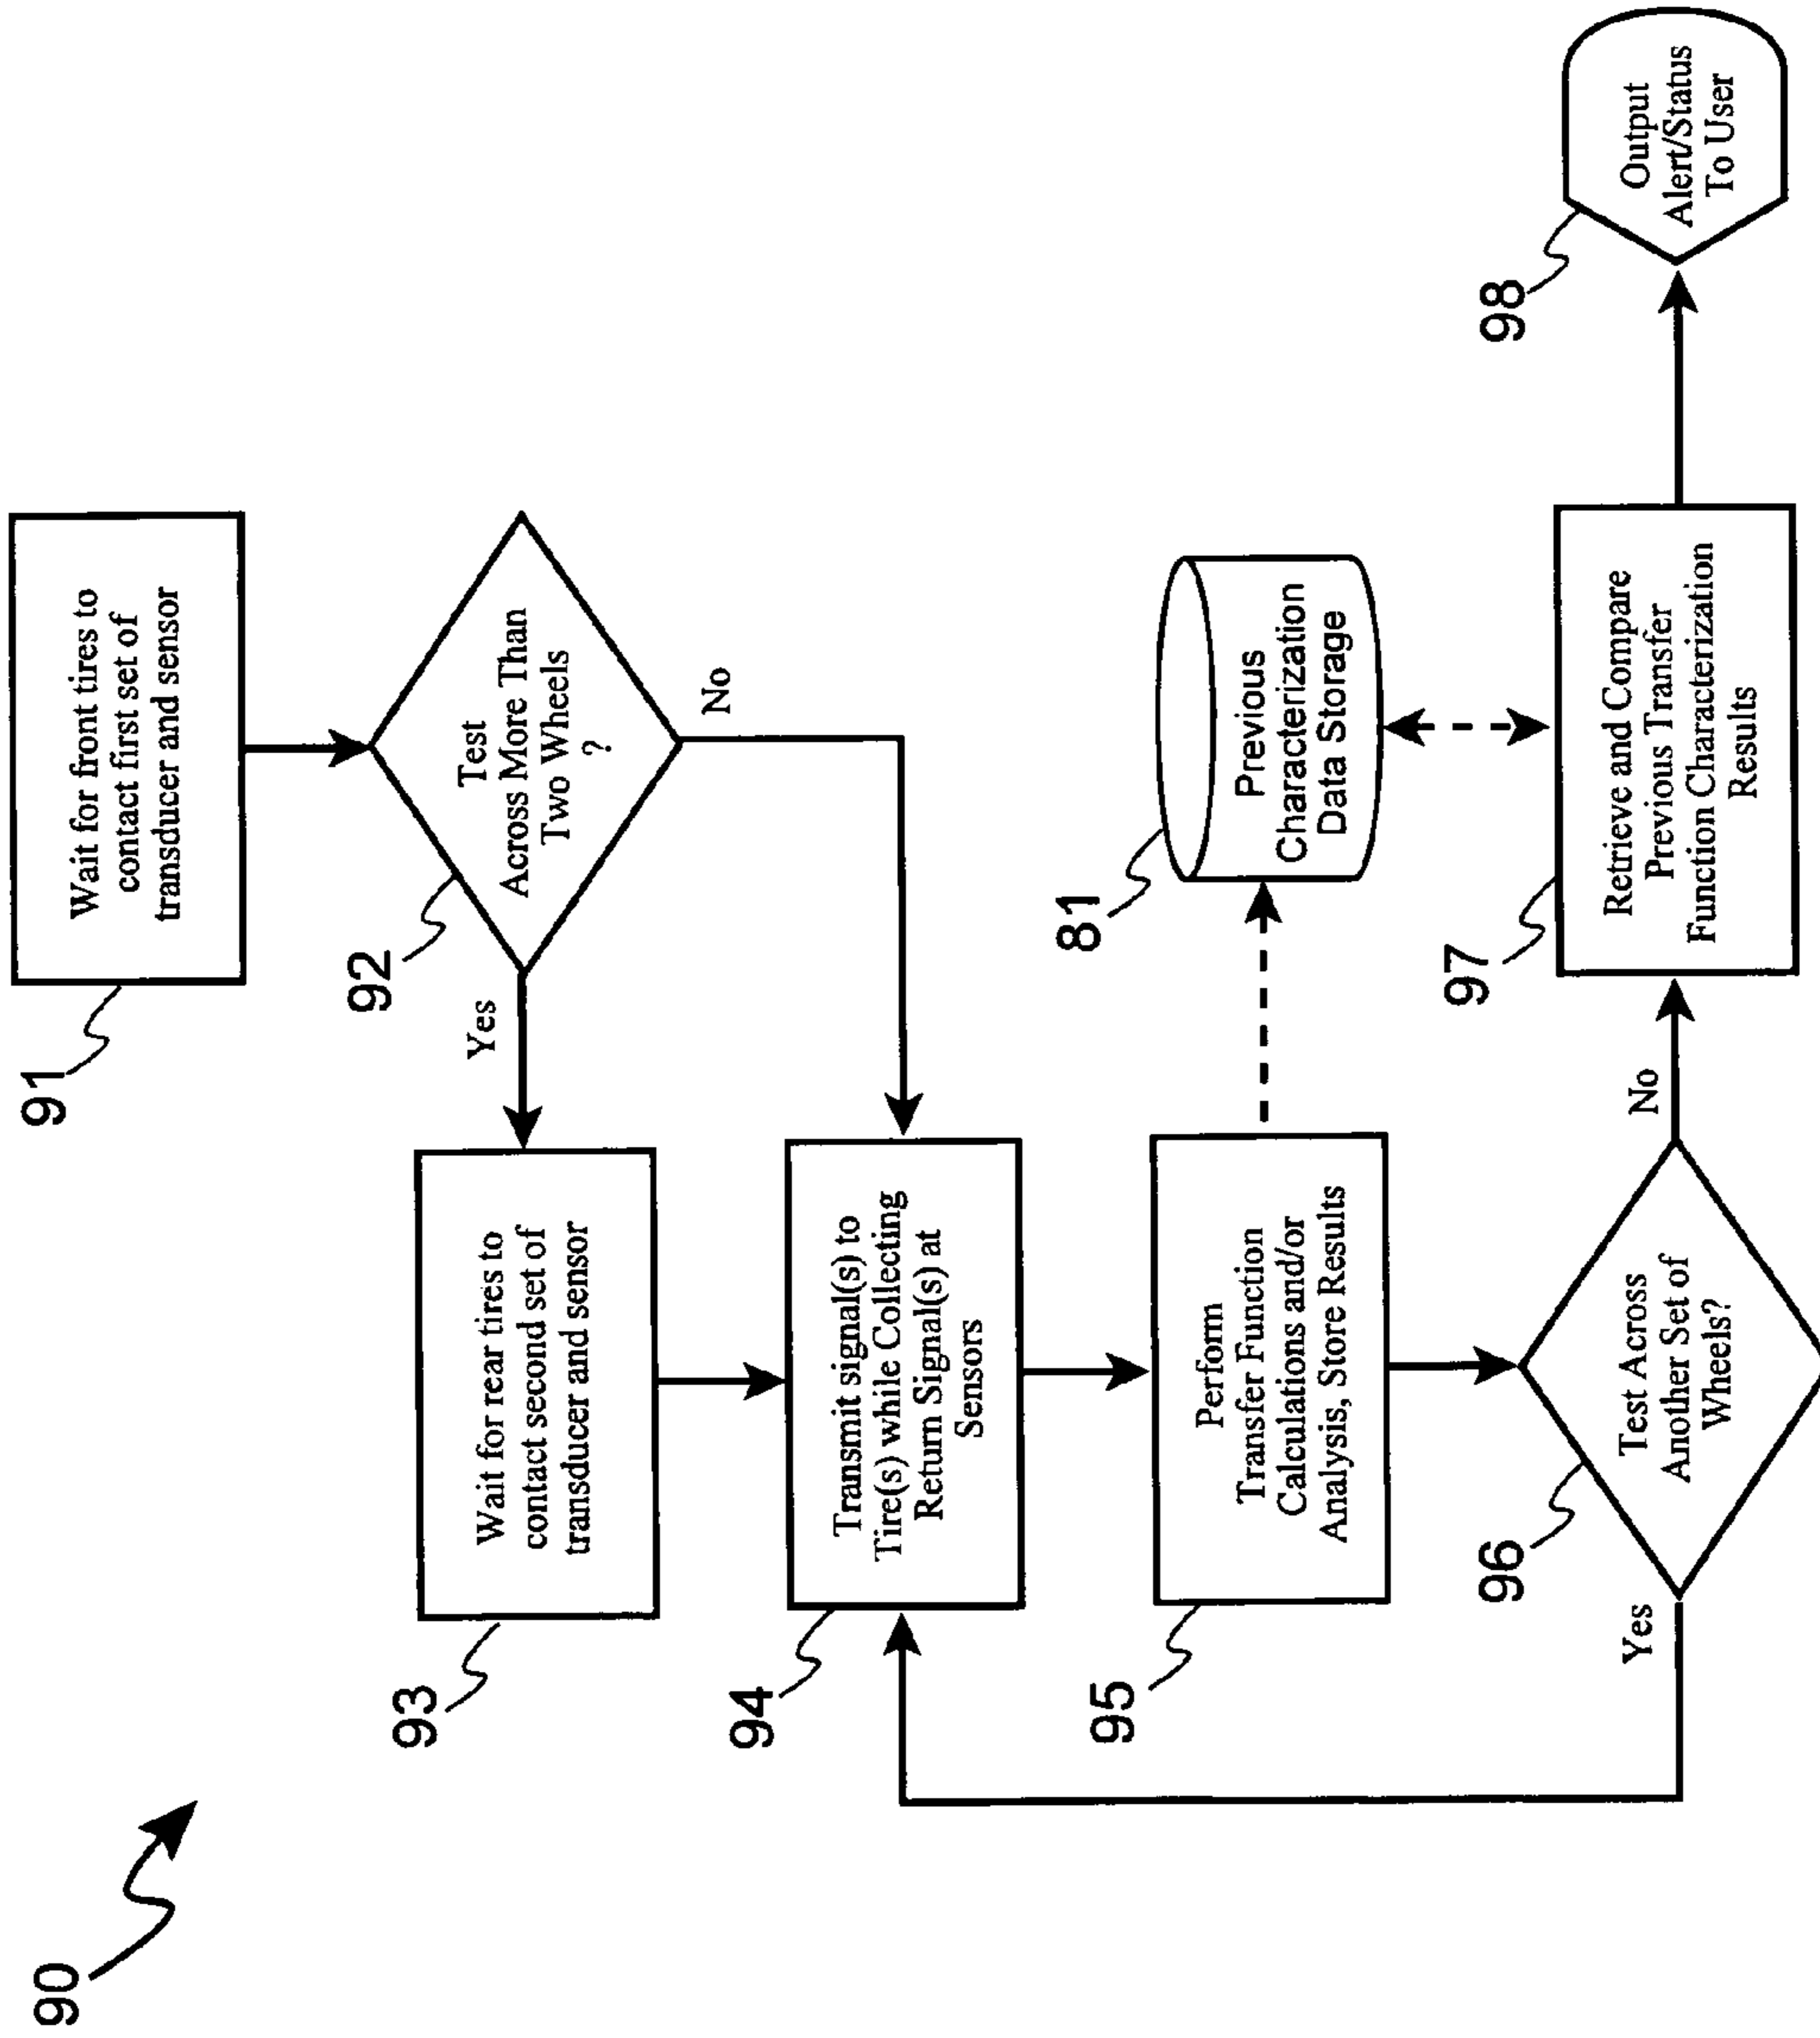 90
91
Wait for front tires to
contact first set of
transducer and sensor
92
Test
Across More Than
Two Wheels
?
Yes
No
93
Wait for rear tires to
contact second set of
transducer and sensor
94
Transmit signal(s) to
Tire(s) while Collecting
Return Signal(s) at
Sensors
95
Perform
Transfer Function
Calculations and/or
Analysis, Store Results
81
Previous
Characterization
Data Storage
96
Test Across
Another Set of
Wheels?
Yes
No
97
Retrieve and Compare
Previous Transfer
Function Characterization
Results
98
Output
Alert/Status
To User